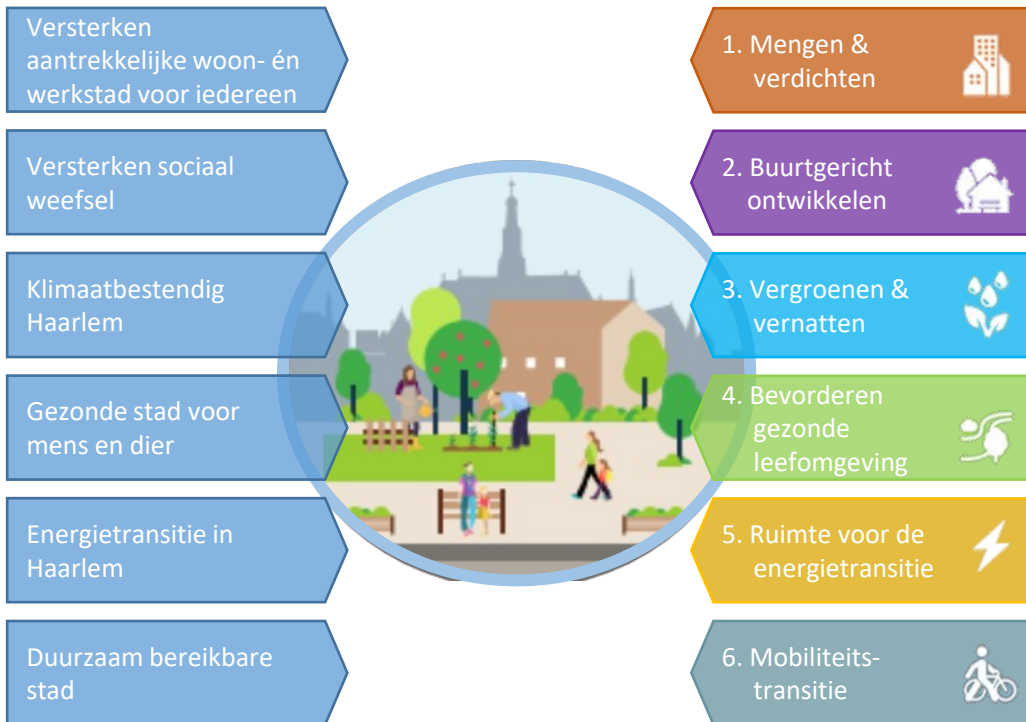 Versterken
aantrekkelijke woon- én
werkstad voor iedereen
Versterken sociaal
weefsel
Klimaatbestendig
Haarlem
Gezonde stad voor
mens en dier
Energietransitie in
Haarlem
Duurzaam bereikbare
stad
1. Mengen &
verdichten
2. Buurtgericht
ontwikkelen
3. Vergroenen &
vernatten
4. Bevorderen
gezonde
leefomgeving
5. Ruimte voor de
energietransitie
6. Mobiliteits-
transitie